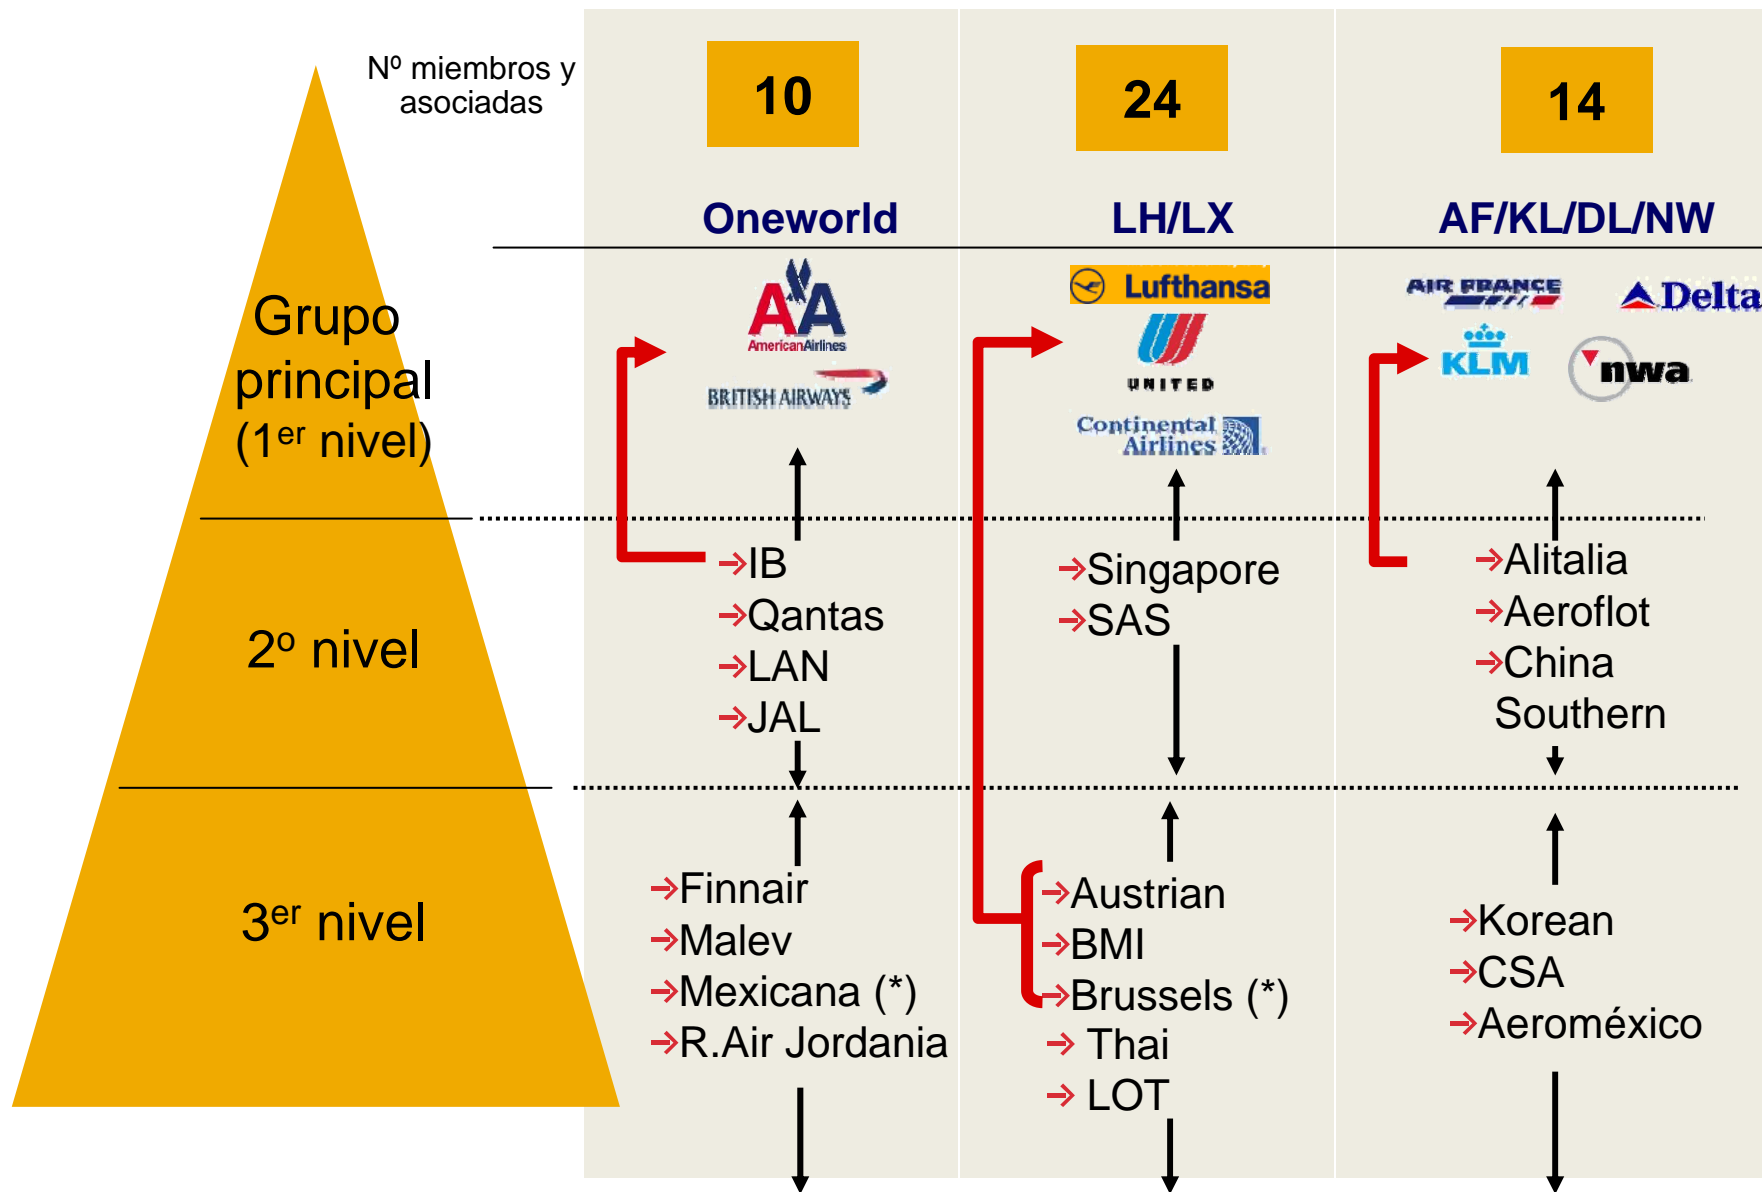 Nº miembros y
asociadas
10
24
14
Oneworld
LH/LX
AF/KL/DL/NW
Grupo
principal
(1er nivel)
AA
AmericanAirlines
BRITISH AIRWAYS
Lufthansa
UNITED
Continental
Airlines
AIR FRANCE
Delta
KLM
nwa
2º nivel
IB
Qantas
LAN
JAL
Singapore
SAS
Alitalia
Aeroflot
China
Southern
3er nivel
Finnair
Malev
Mexicana (*)
R.Air Jordania
Austrian
BMI
Brussels (*)
Thai
LOT
Korean
CSA
Aeroméxico